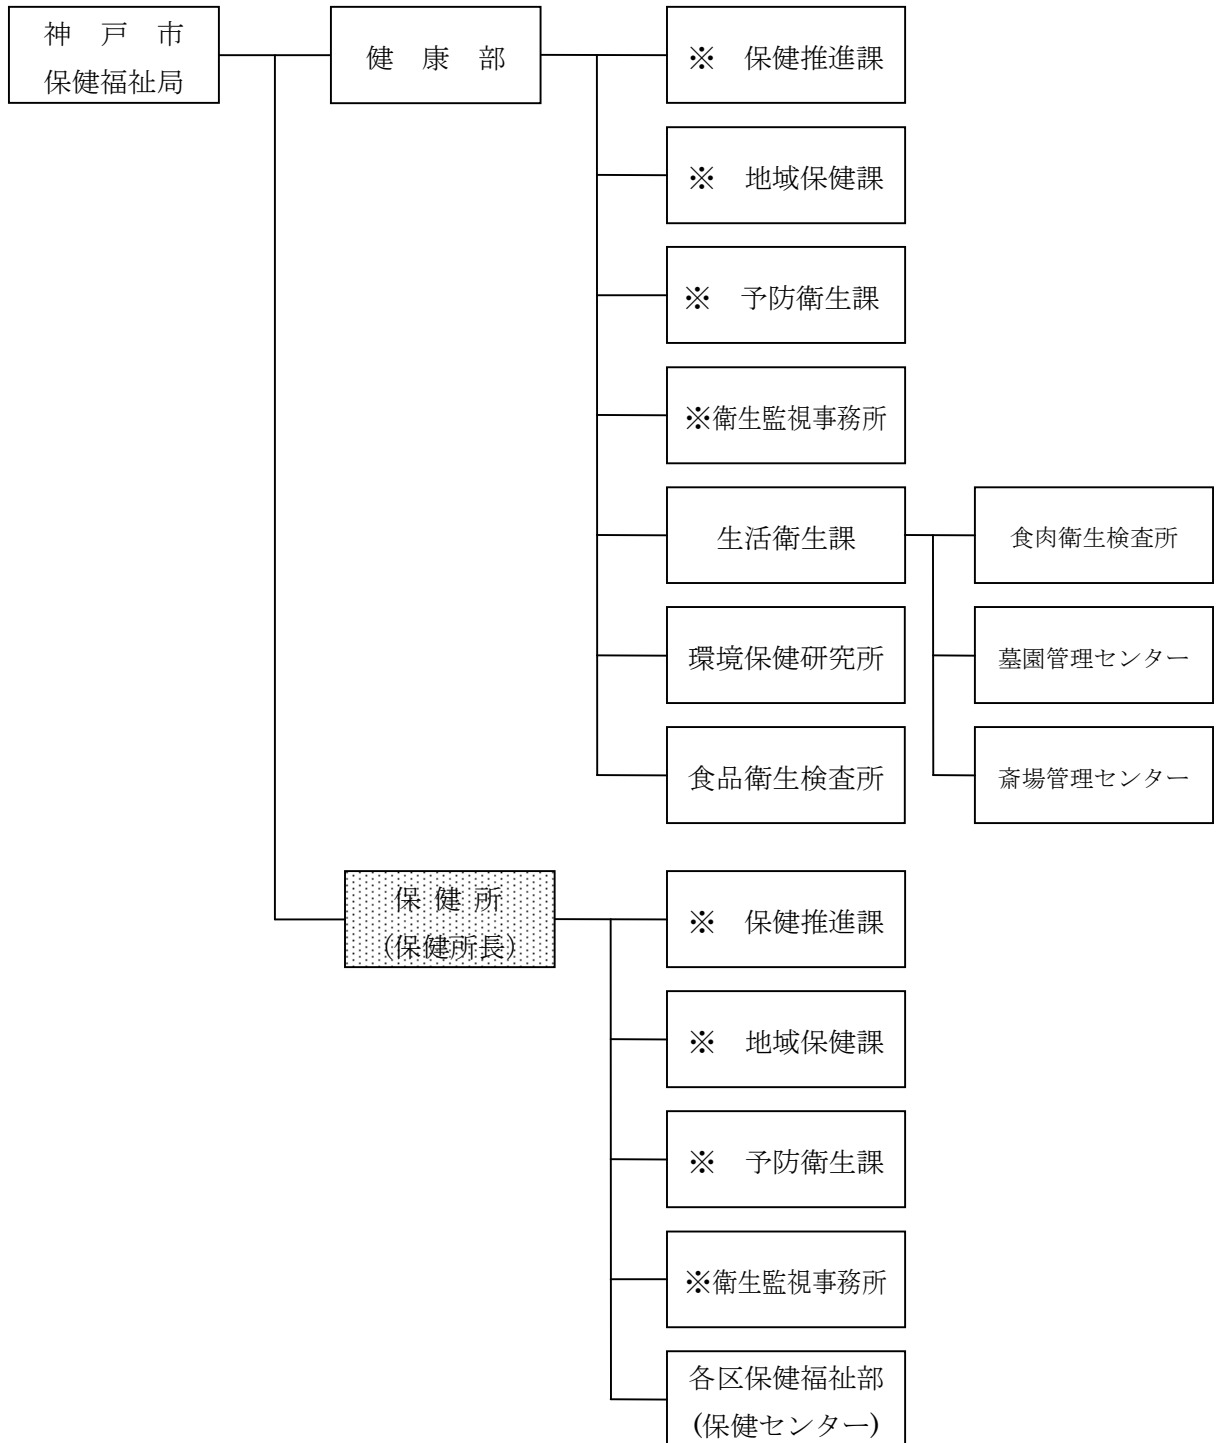 神　戸　市
保健福祉局
健　康　部
※　保健推進課
※　地域保健課
※　予防衛生課
※衛生監視事務所
生活衛生課
食肉衛生検査所
環境保健研究所
墓園管理センター
食品衛生検査所
斎場管理センター
保 健 所
(保健所長)
※　保健推進課
※　地域保健課
※　予防衛生課
※衛生監視事務所
各区保健福祉部
(保健センター)